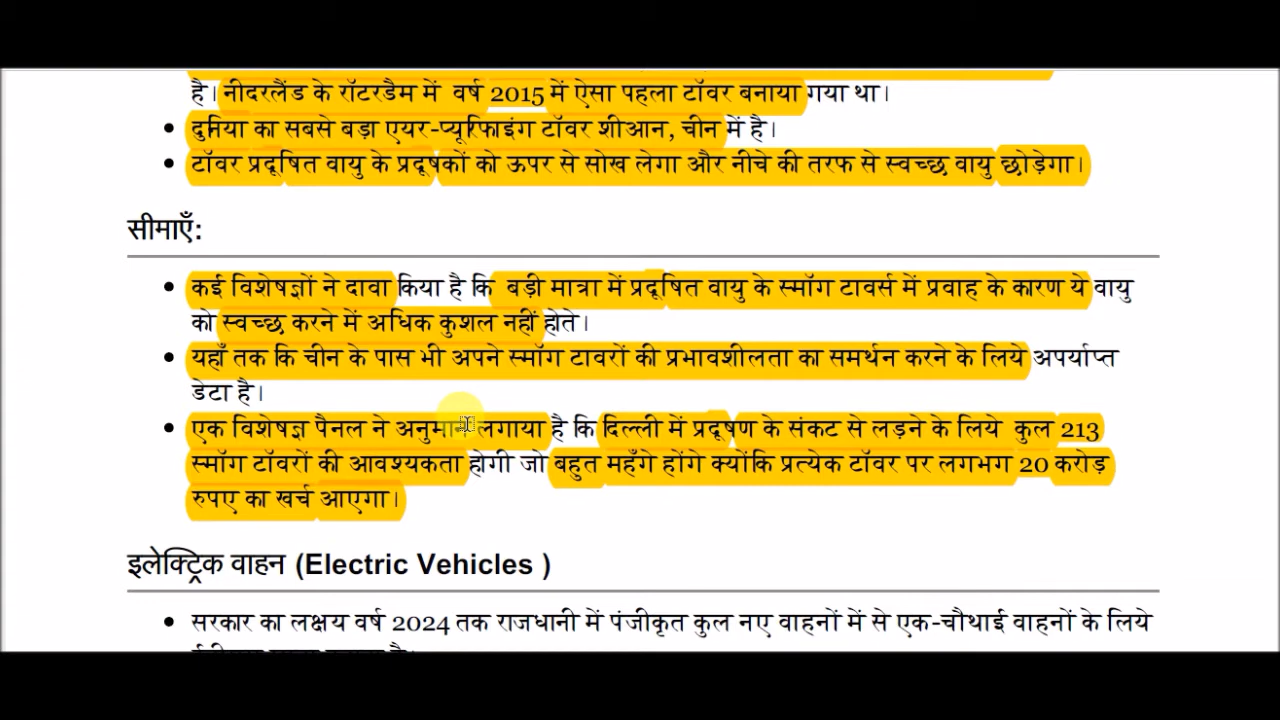 है। नीदरलैंड के रॉटरडैम में वर्ष 2015 में ऐसा पहला टॉवर बनाया गया था।
• दुनिया का सबसे बड़ा एयर-प्यूरिफाइंग टॉवर शीआन, चीन में है।
• टॉवर प्रदूषित वायु के प्रदूषकों को ऊपर से सोख लेगा और नीचे की तरफ से स्वच्छ वायु छोड़ेगा।
सीमाएँ:
• कई विशेषज्ञों ने दावा किया है कि बड़ी मात्रा में प्रदूषित वायु के स्मॉग टावर्स में प्रवाह के कारण ये वायु
को स्वच्छ करने में अधिक कुशल नहीं होते।
• यहाँ तक कि चीन के पास भी अपने स्मॉग टावरों की प्रभावशीलता का समर्थन करने के लिये अपर्याप्त
डेटा है।
• एक विशेषज्ञ पैनल ने अनुमान लगाया है कि दिल्ली में प्रदूषण के संकट से लड़ने के लिये कुल 213
स्मॉग टॉवरों की आवश्यकता होगी जो बहुत महँगे होंगे क्योंकि प्रत्येक टॉवर पर लगभग 20 करोड़
रुपए का खर्च आएगा।
इलेक्ट्रिक वाहन (Electric Vehicles )
• सरकार का लक्ष्य वर्ष 2024 तक राजधानी में पंजीकृत कुल नए वाहनों में से एक-चौथाई वाहनों के लिये